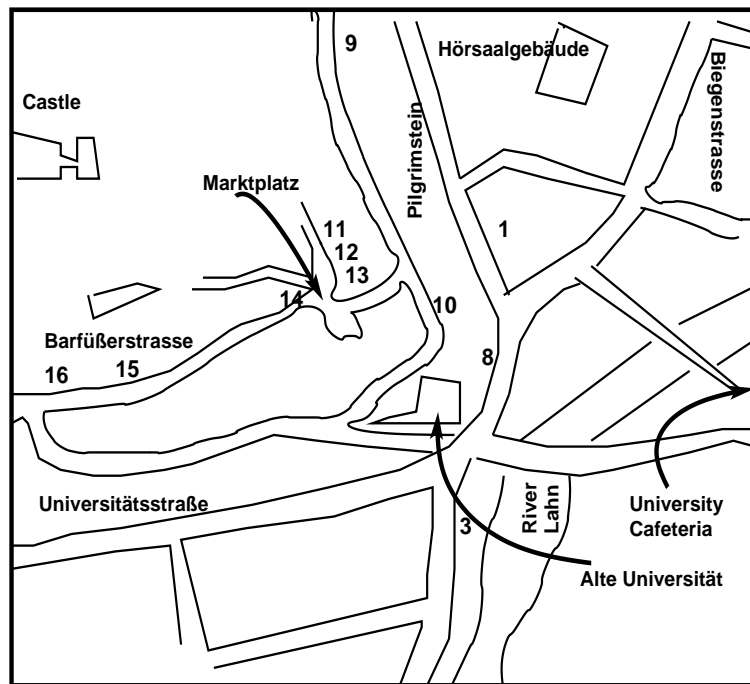 9
Hörsaalgebäude
Castle
Biegenstrasse
Pilgrimstein
Marktplatz
11
12
13
1
14
10
Barfüßerstrasse
16
15
8
Universitätsstraße
3
River
Lahn
University
Cafeteria
Alte Universität